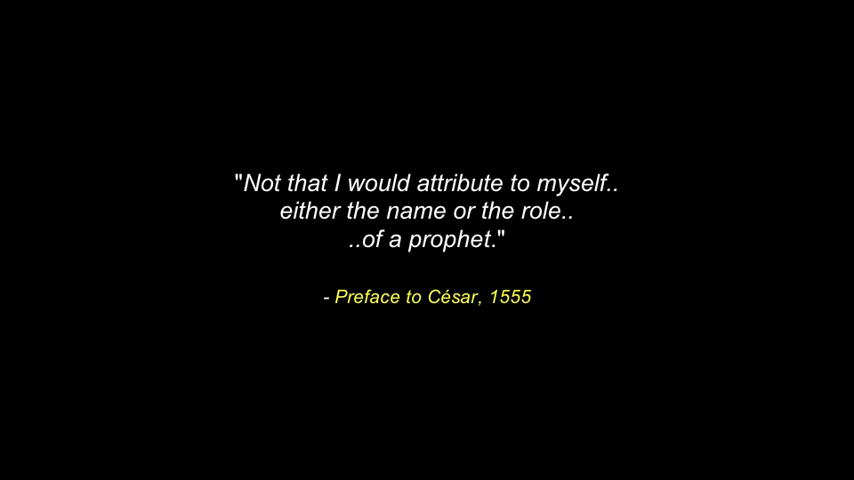 "Not that I would attribute to myself..
either the name or the role..
..of a prophet."
- Preface to César, 1555